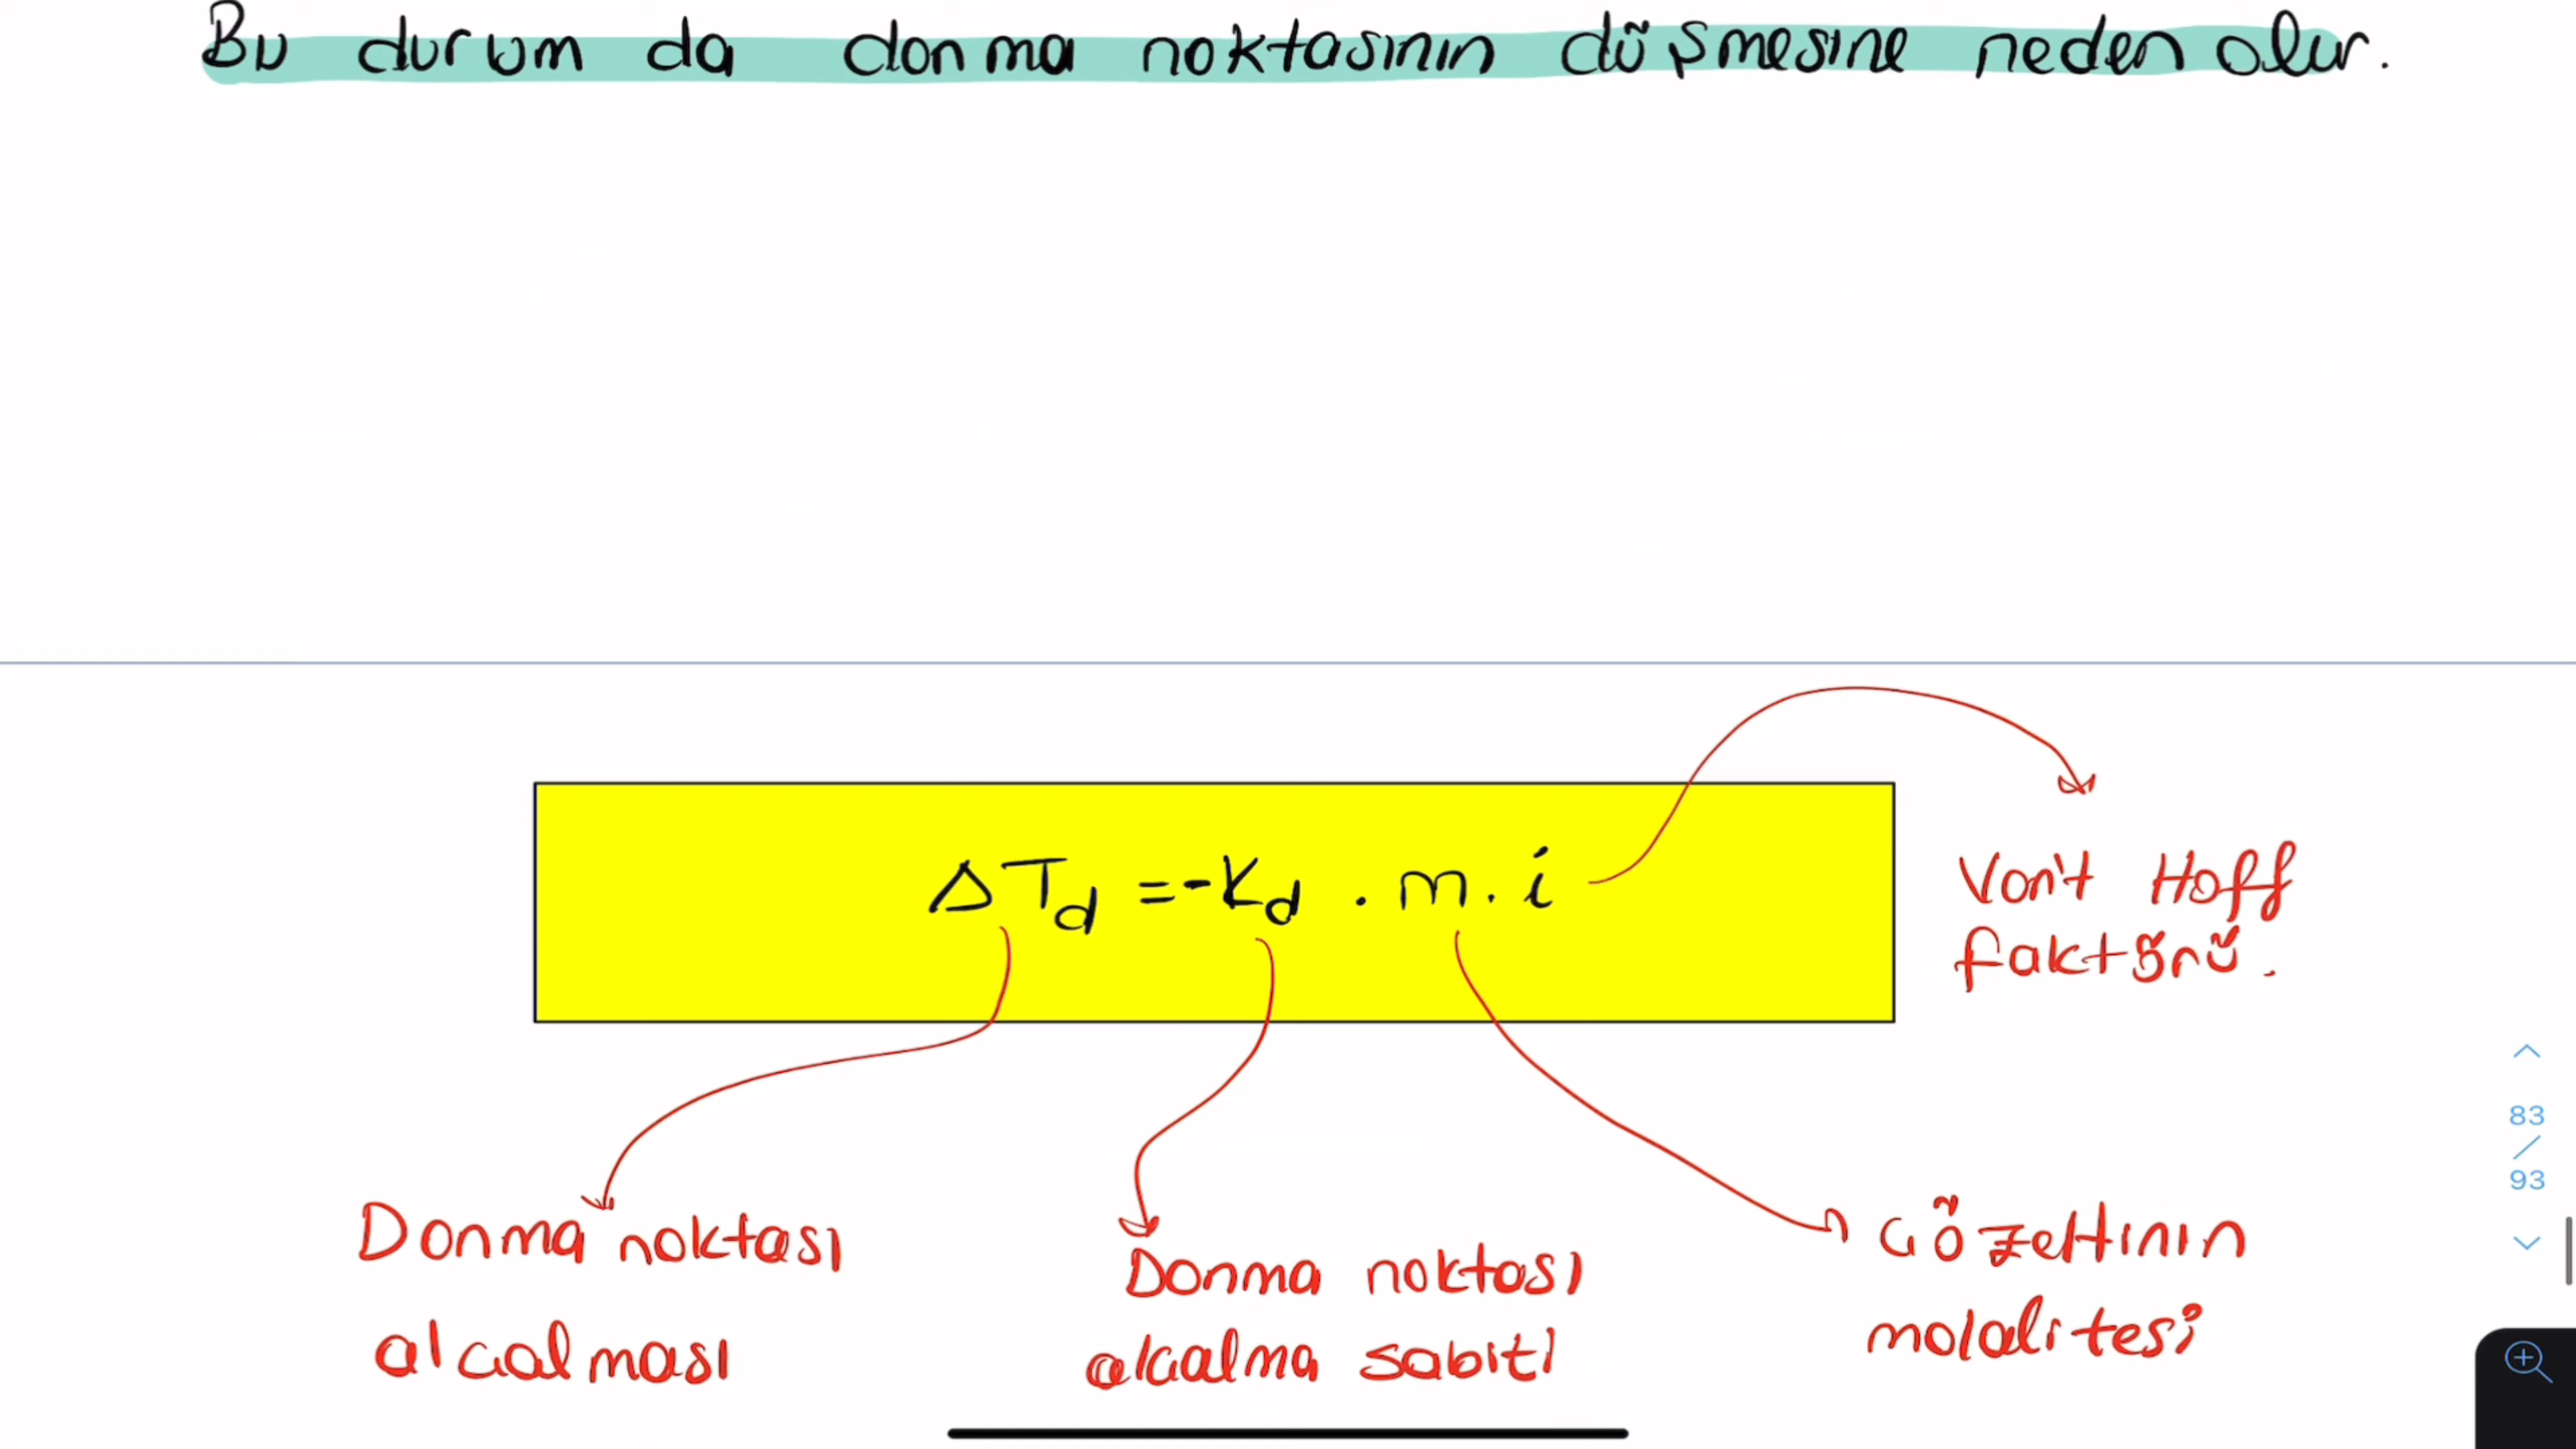 Bu durum da donma noktasının düşmesine neden olur.
ΔTd = -Kd . m . i
Von't Hoff
faktörü.
Donma noktası
alçalması
Donma noktası
alçalma sabiti
Çözeltinin
molalitesi
83
/
93